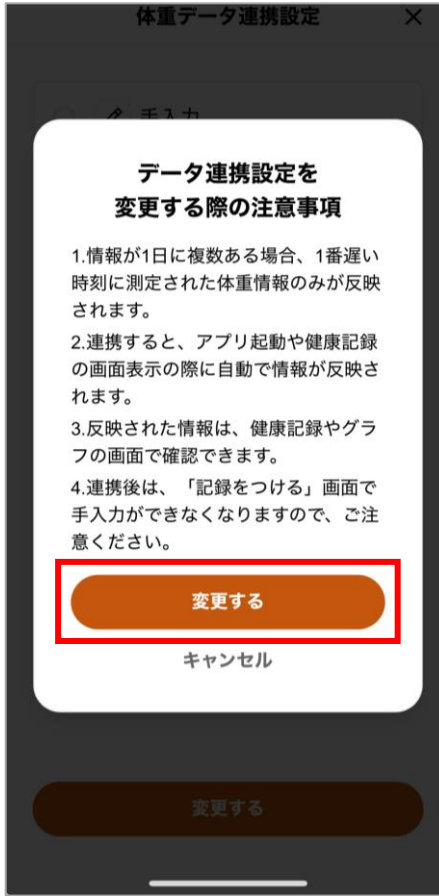 体重データ連携設定
手入力
データ連携設定を
変更する際の注意事項
1.情報が1日に複数ある場合、1番遅い
時刻に測定された体重情報のみが反映
されます。
2.連携すると、アプリ起動や健康記録
の画面表示の際に自動で情報が反映さ
れます。
3.反映された情報は、健康記録やグラ
フの画面で確認できます。
4.連携後は、「記録をつける」画面で
手入力ができなくなりますので、ご注
意ください。
変更する
キャンセル
変更する